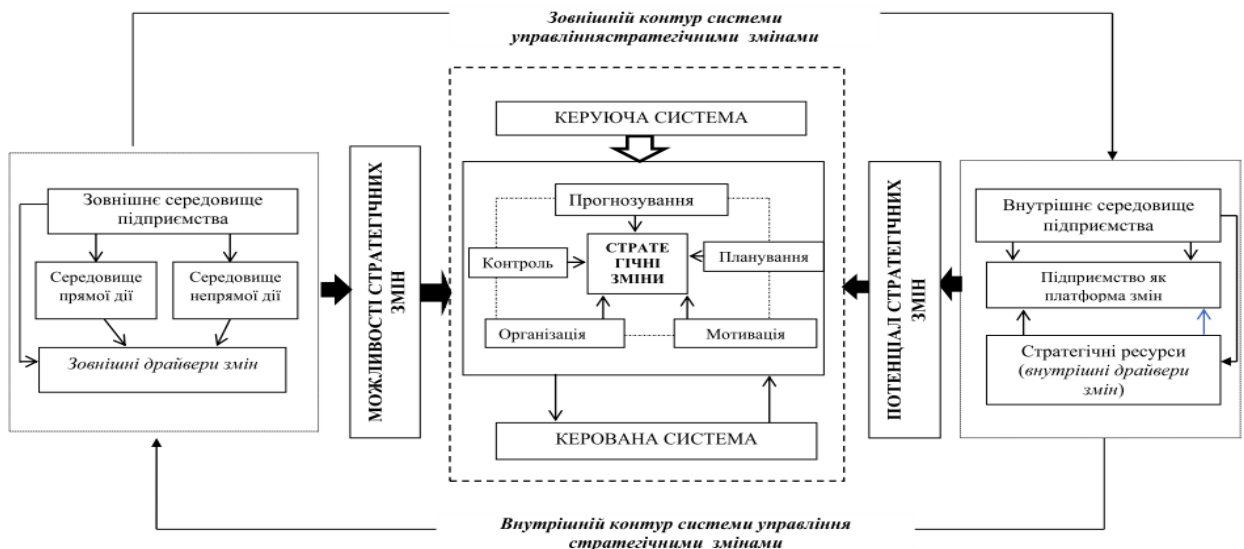 Зовнішній контур системи
управліннястратегічними змінами
КЕРУЮЧА СИСТЕМА
Зовнішнє середовище
підприємства
Середовище
прямої дії
Середовище
непрямої дії
Зовнішні драйвери змін
МОЖЛИВОСТІ СТРАТЕГІЧНИХ
ЗМІН
Прогнозування
Контроль
СТРАТЕ
ГІЧНІ
ЗМІНИ
Планування
Організація
Мотивація
КЕРОВАНА СИСТЕМА
ПОТЕНЦІАЛ СТРАТЕГІЧНИХ
ЗМІН
Внутрішнє середовище
підприємства
Підприємство як
платформа змін
Стратегічні ресурси
(внутрішні драйвери
змін)
Внутрішній контур системи управління
стратегічними змінами